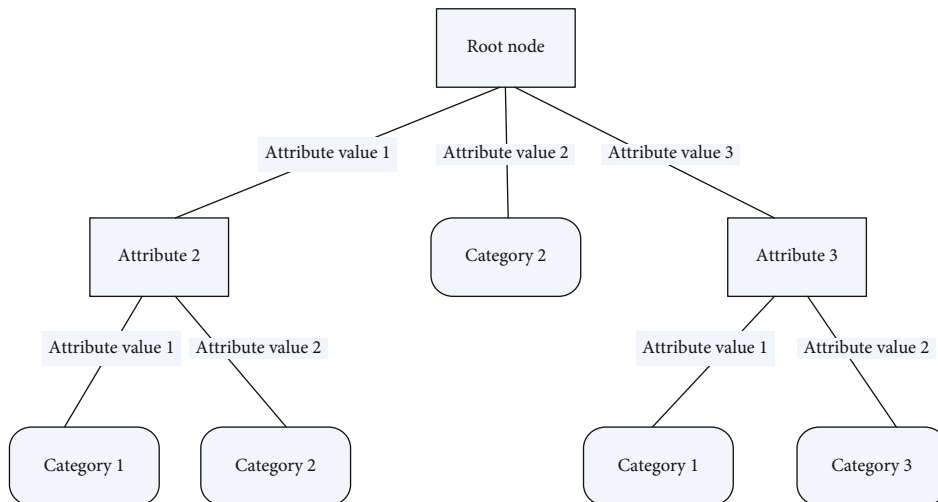 Root node
Attribute value 1
Attribute value 2
Attribute value 3
Attribute 2
Category 2
Attribute 3
Attribute value 1
Attribute value 2
Attribute value 1
Attribute value 2
Category 1
Category 2
Category 1
Category 3